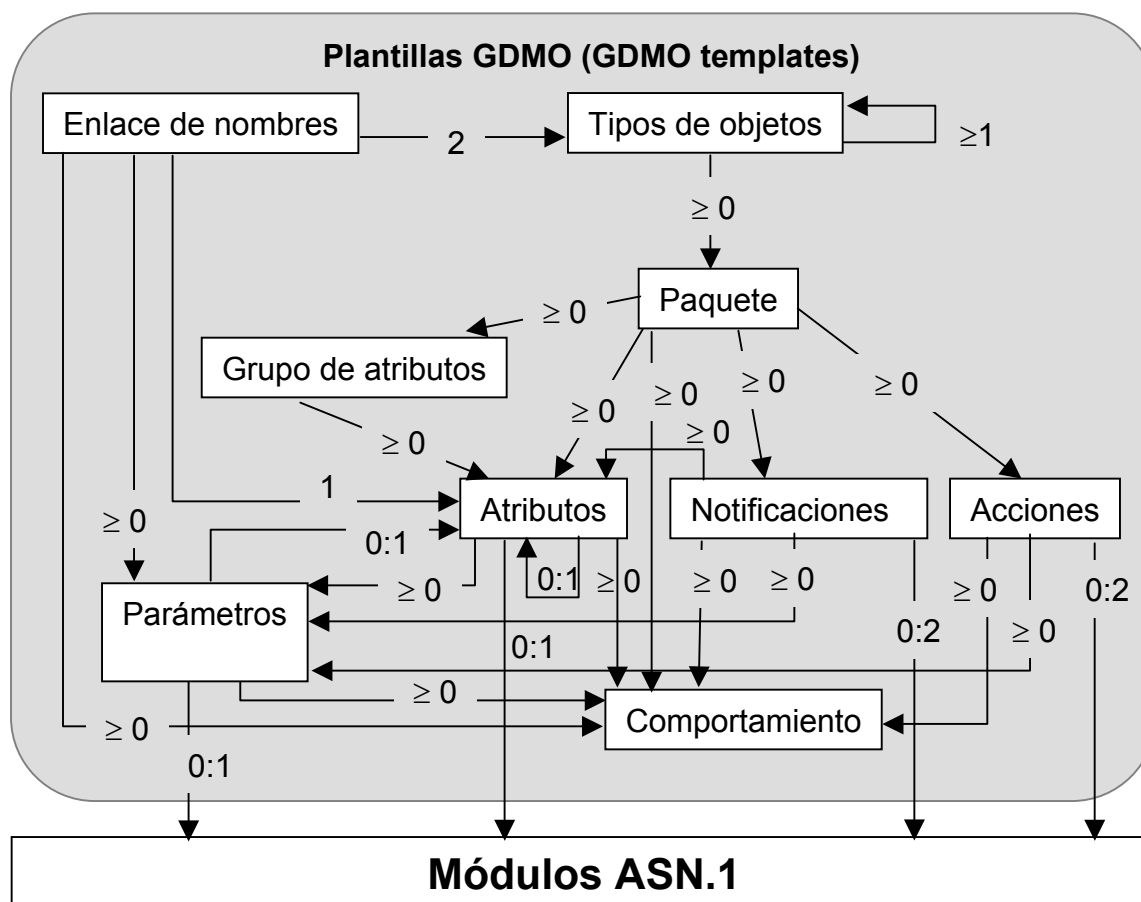 Plantillas GDMO (GDMO templates)
Enlace de nombres
Tipos de objetos
2
≥1
≥ 0
Paquete
≥ 0
Grupo de atributos
≥ 0
≥ 0
≥ 0
≥ 0
≥ 0
≥ 0
≥ 0
1
Atributos
Notificaciones
Acciones
≥ 0
0:1
≥ 0
0:1
≥ 0
≥ 0
≥ 0
≥ 0
0:2
Parámetros
0:1
0:2
≥ 0
≥ 0
Comportamiento
≥ 0
0:1
Módulos ASN.1